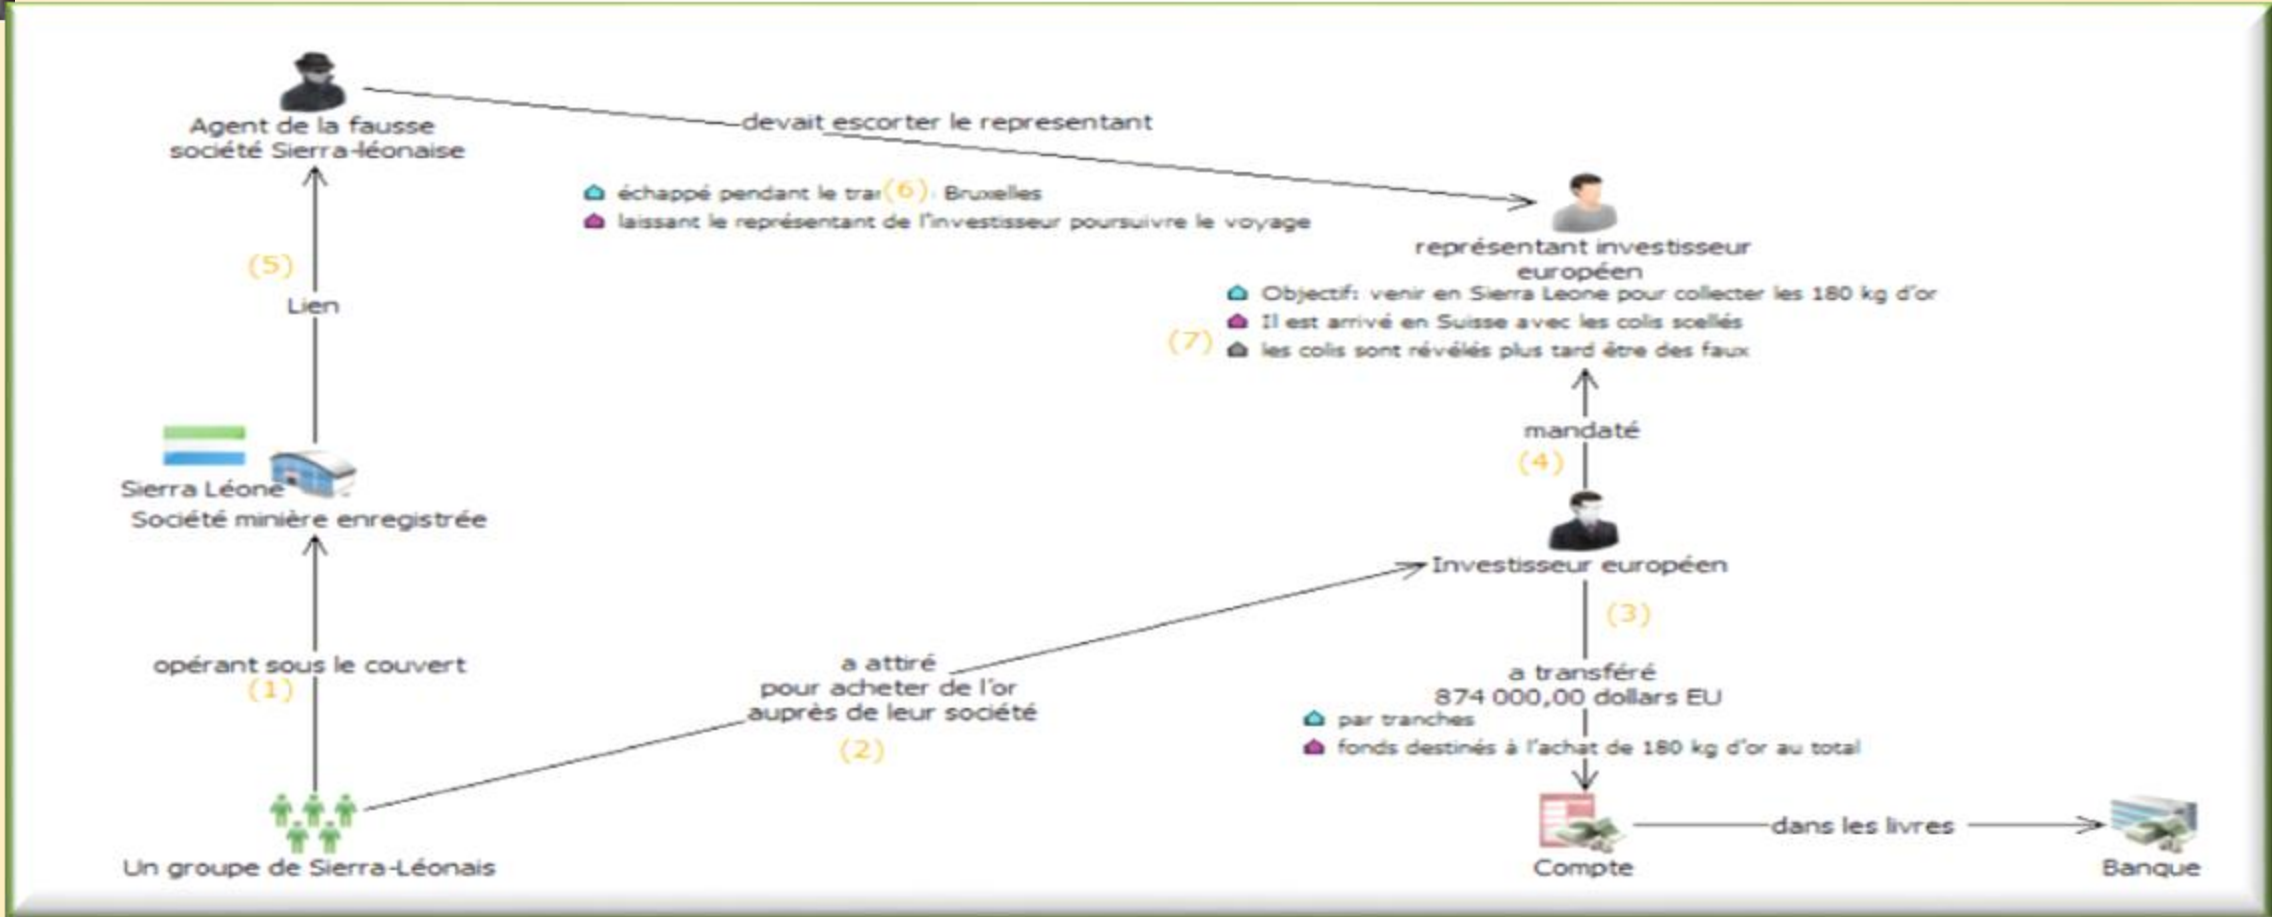 Agent de la fausse
société Sierra-léonaise
devait escorter le representant
échappé pendant le (6) Bruxelles
laissant le représentant de l'investisseur poursuivre le voyage
représentant investisseur
européen
Objectif: venir en Sierra Leone pour collecter les 180 kg d'or
Il est arrivé en Suisse avec les colis scellés
(7)
les colis sont révélés plus tard être des faux
(5)
Lien
mandaté
(4)
Sierra Léone
Société minière enregistrée
Investisseur européen
(3)
opérant sous le couvert
(1)
a attiré
pour acheter de l'or
auprès de leur société
(2)
a transféré
874 000,00 dollars EU
par tranches
fonds destinés à l'achat de 180 kg d'or au total
Un groupe de Sierra-Léonais
Compte
dans les livres
Banque